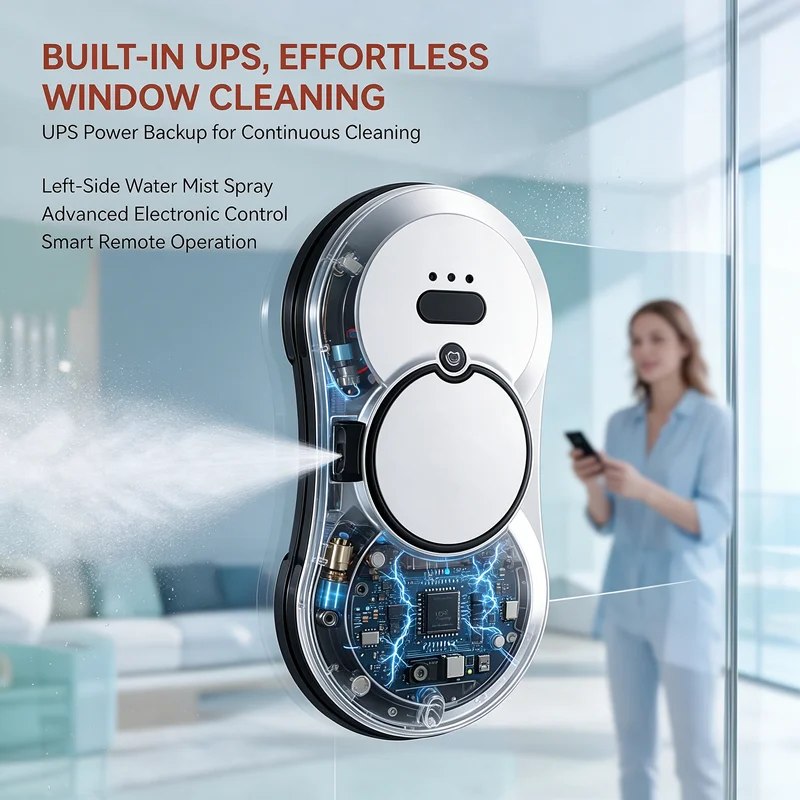 BUILT-IN UPS, EFFORTLESS
WINDOW CLEANING
UPS Power Backup for Continuous Cleaning
Left-Side Water Mist Spray
Advanced Electronic Control
Smart Remote Operation